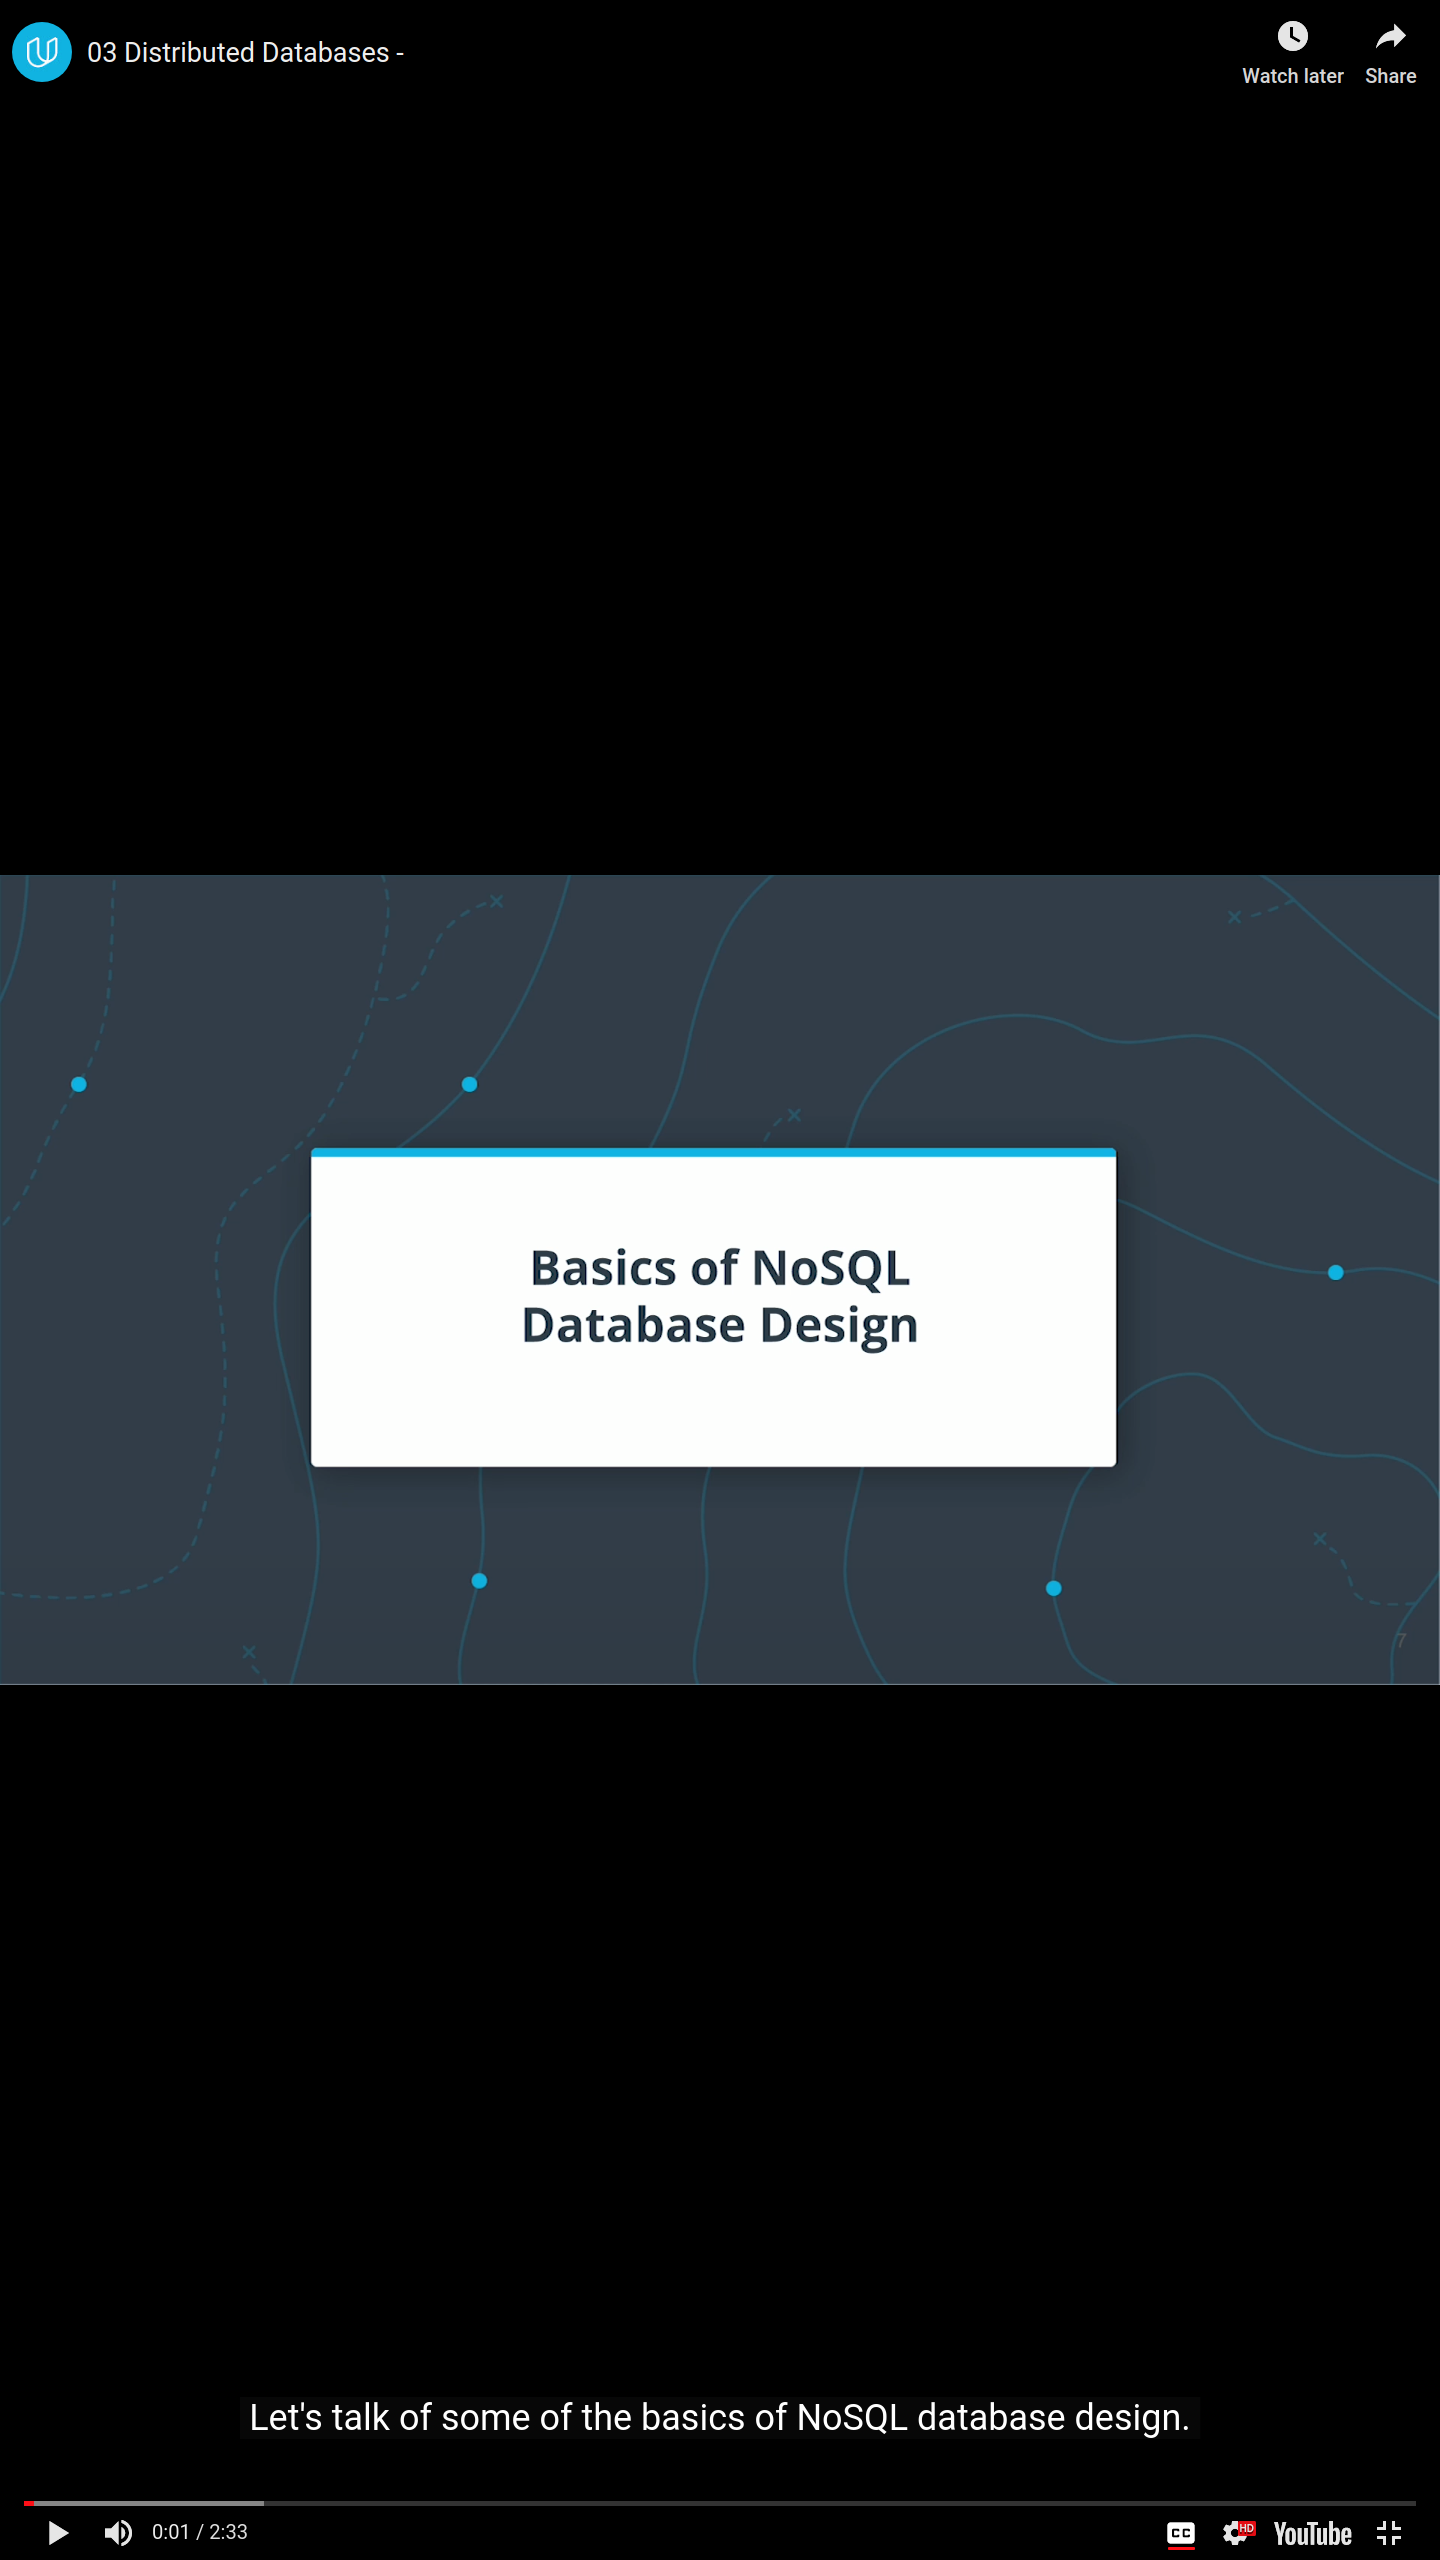 03 Distributed Databases -
Watch later
Share
Basics of NoSQL
Database Design
7
Let's talk of some of the basics of NoSQL database design.
0:01 / 2:33
CC
HD
YouTube